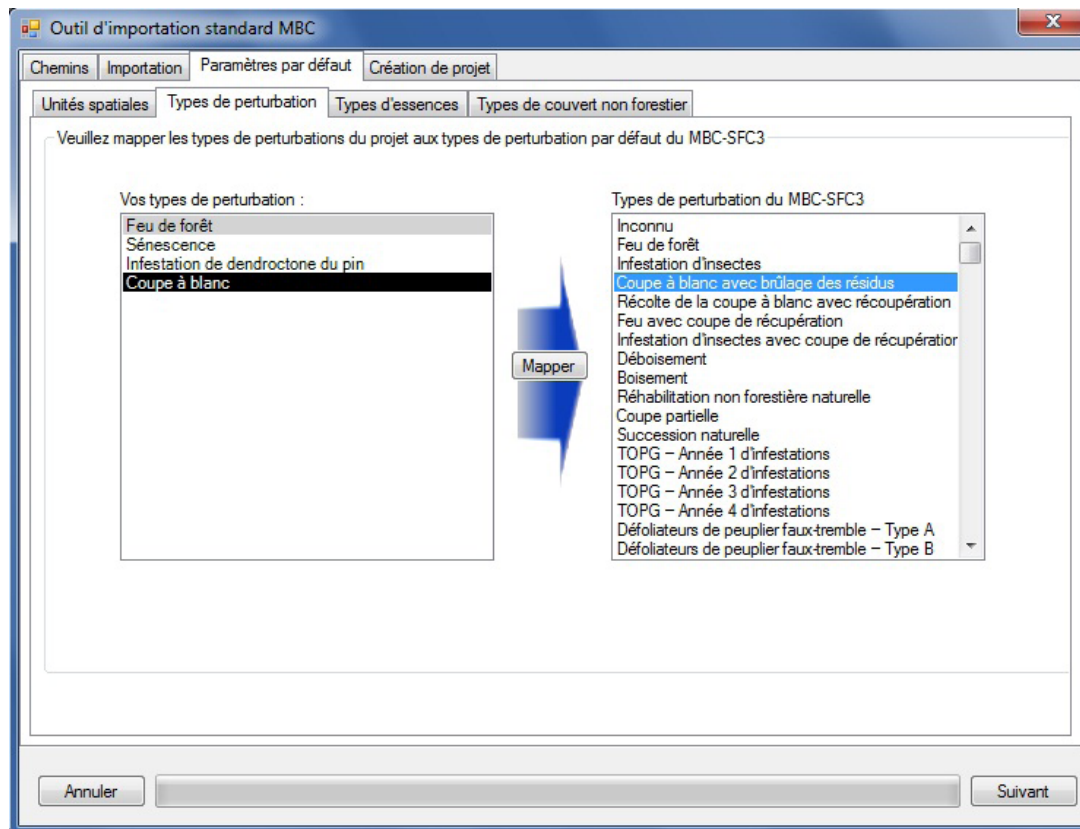 Outil d'importation standard MBC
Chemins
Importation
Paramètres par défaut
Création de projet
Unités spatiales
Types de perturbation
Types d'essences
Types de couvert non forestier
Veuillez mapper les types de perturbations du projet aux types de perturbation par défaut du MBC-SFC3
Vos types de perturbation :
Feu de forêt
Sénescence
Infestation de dendroctone du pin
Coupe à blanc
Mapper
Types de perturbation du MBC-SFC3
Inconnu
Feu de forêt
Infestation d'insectes
Coupe à blanc avec brûlage des résidus
Récolte de la coupe à blanc avec récoupération
Feu avec coupe de récupération
Infestation d'insectes avec coupe de récupération
Déboisement
Boisement
Réhabilitation non forestière naturelle
Coupe partielle
Succession naturelle
TOPG – Année 1 d'infestations
TOPG – Année 2 d'infestations
TOPG – Année 3 d'infestations
TOPG – Année 4 d'infestations
Défoliateurs de peuplier faux-tremble – Type A
Défoliateurs de peuplier faux-tremble – Type B
Annuler
Suivant